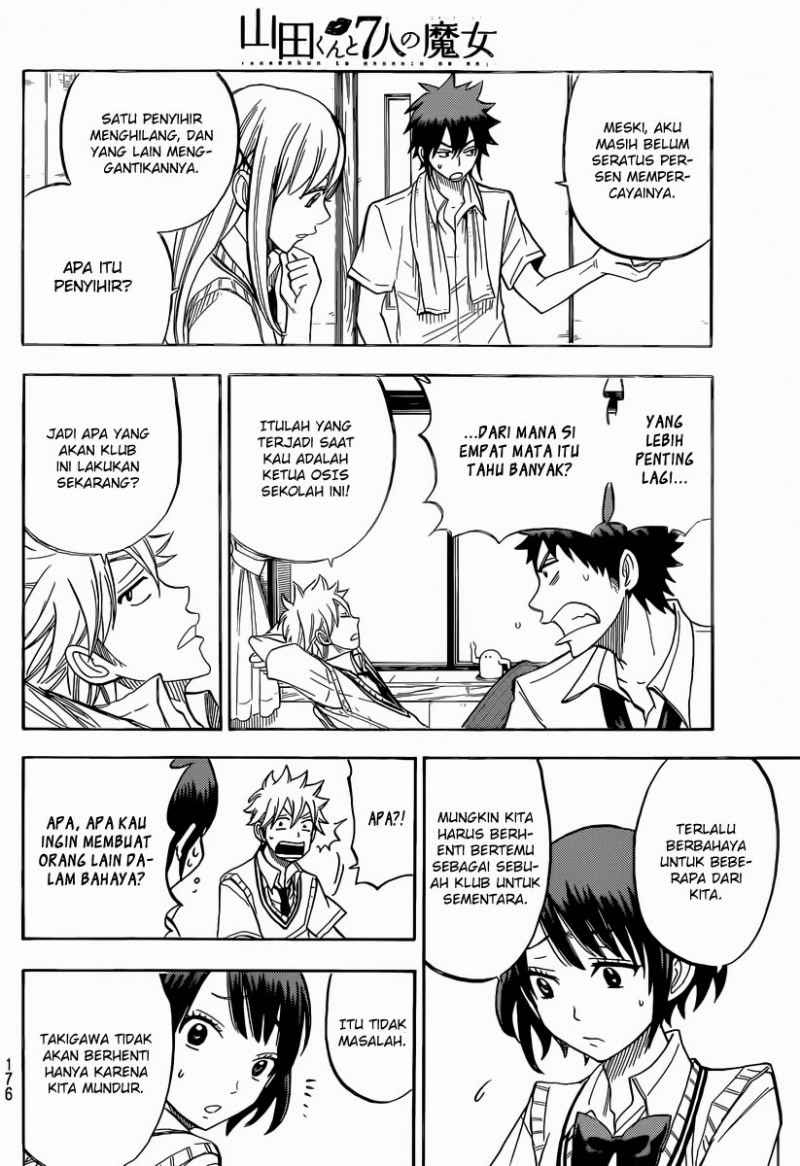 山田くんと7人の魔女
MESKI, AKU
MASIH BELUM
SERATUS PER-
SEN MEMPER-
CAYAINYA.
SATU PENYIHIR
MENGHILANG, DAN
YANG LAIN MENG-
GANTIKANNYA.
APA ITU
PENYIHIR?
YANG
LEBIH
PENTING
LAGI...
...DARI MANA SI
EMPAT MATA ITU
TAHU BANYAK?
ITULAH YANG
TERJADI SAAT
KAU ADALAH
KETUA OSIS
SEKOLAH INI!
JADI APA YANG
AKAN KLUB
INI LAKUKAN
SEKARANG?
TERLALU
BERBAHAYA
UNTUK BEBE-
RAPA DARI
KITA.
MUNGKIN KITA
HARUS BERH-
ENTI BERTEMU
SEBAGAI SEBU-
AH KLUB UNTUK
SEMENTARA.
APA?!
APA, APA KAU
INGIN MEMBUAT
ORANG LAIN DA-
LAM BAHAYA?
ITU TIDAK
MASALAH.
TAKIGAWA TIDAK
AKAN BERHENTI
HANYA KARENA
KITA MUNDUR.
176